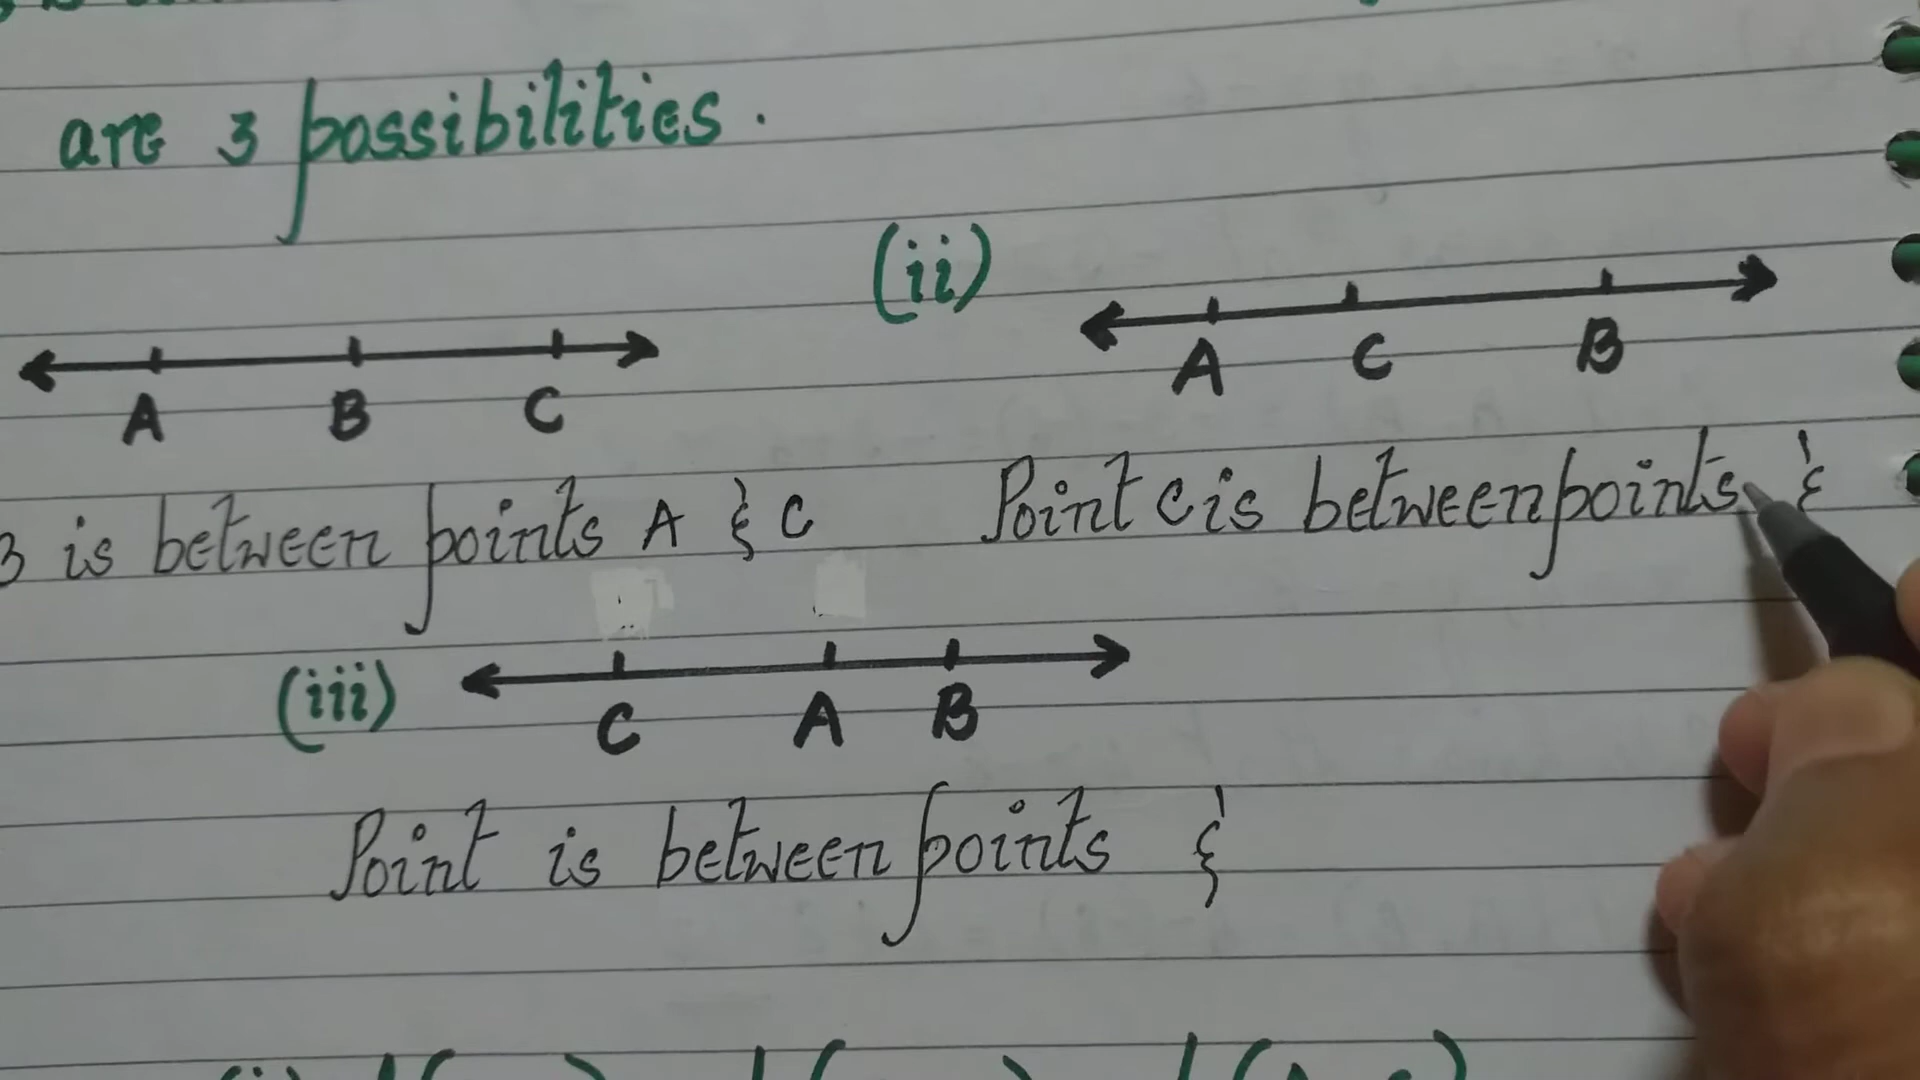 are 3 possibilities.
(ii)
A B C
A C B
B is between points A & C
Point C is between points &
(iii)
C A B
Point is between points &